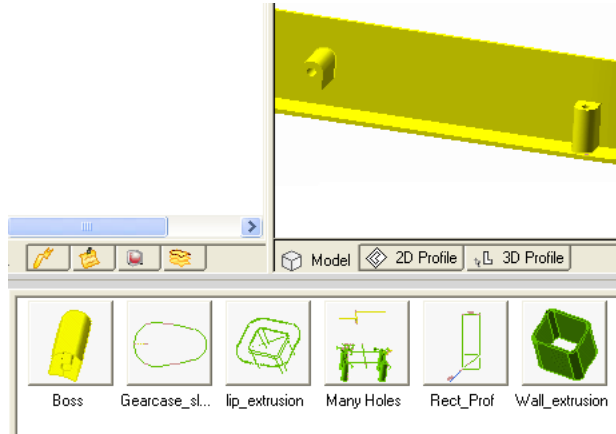 Model 2D Profile 3D Profile
Boss Gearcase_sl... lip_extrusion Many Holes Rect_Prof Wall_extrusion